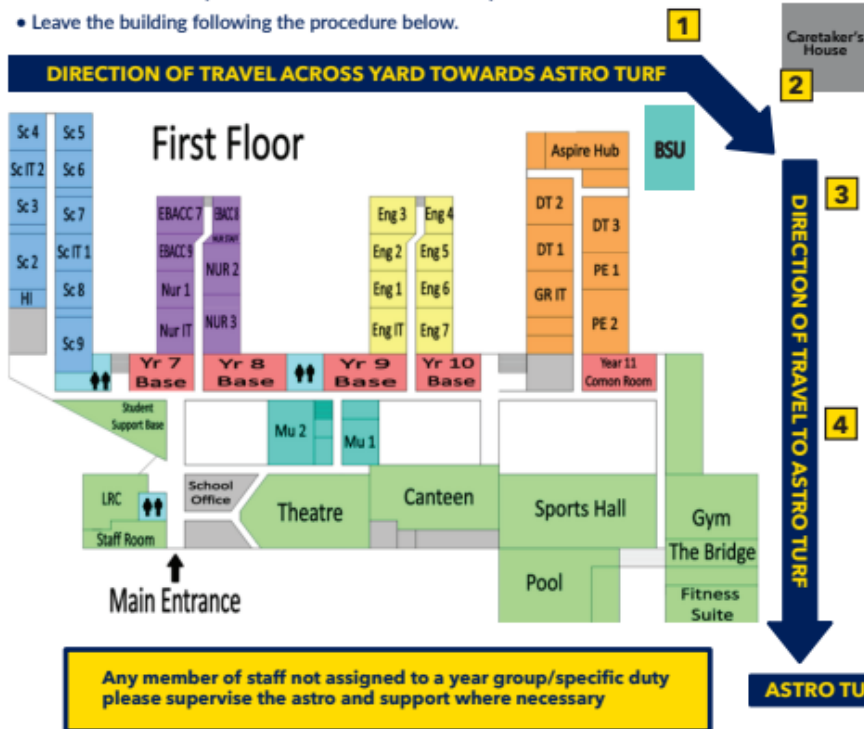 • Leave the building following the procedure below.
1
Caretaker's
House
2
DIRECTION OF TRAVEL ACROSS YARD TOWARDS ASTRO TURF
First Floor
Sc 4
Sc IT 2
Sc 3
Sc 2
HI
Sc 5
Sc 6
Sc 7
Sc IT 1
Sc 8
Sc 9
EBACC 7
EBACC 9
Nur 1
Nur IT
EBACC 8
NUR STAFF
NUR 2
NUR 3
Eng 3
Eng 2
Eng 1
Eng IT
Eng 4
Eng 5
Eng 6
Eng 7
Aspire Hub
DT 2
DT 1
GR IT
DT 3
PE 1
PE 2
BSU
3
DIRECTION OF TRAVEL TO ASTRO TURF
4
Yr 7
Base
Yr 8
Base
Yr 9
Base
Yr 10
Base
Year 11
Comon Room
Student
Support Base
Mu 2
Mu 1
LRC
Staff Room
School
Office
Theatre
Canteen
Sports Hall
Gym
The Bridge
Pool
Fitness
Suite
Main Entrance
Any member of staff not assigned to a year group/specific duty
please supervise the astro and support where necessary
ASTRO TU